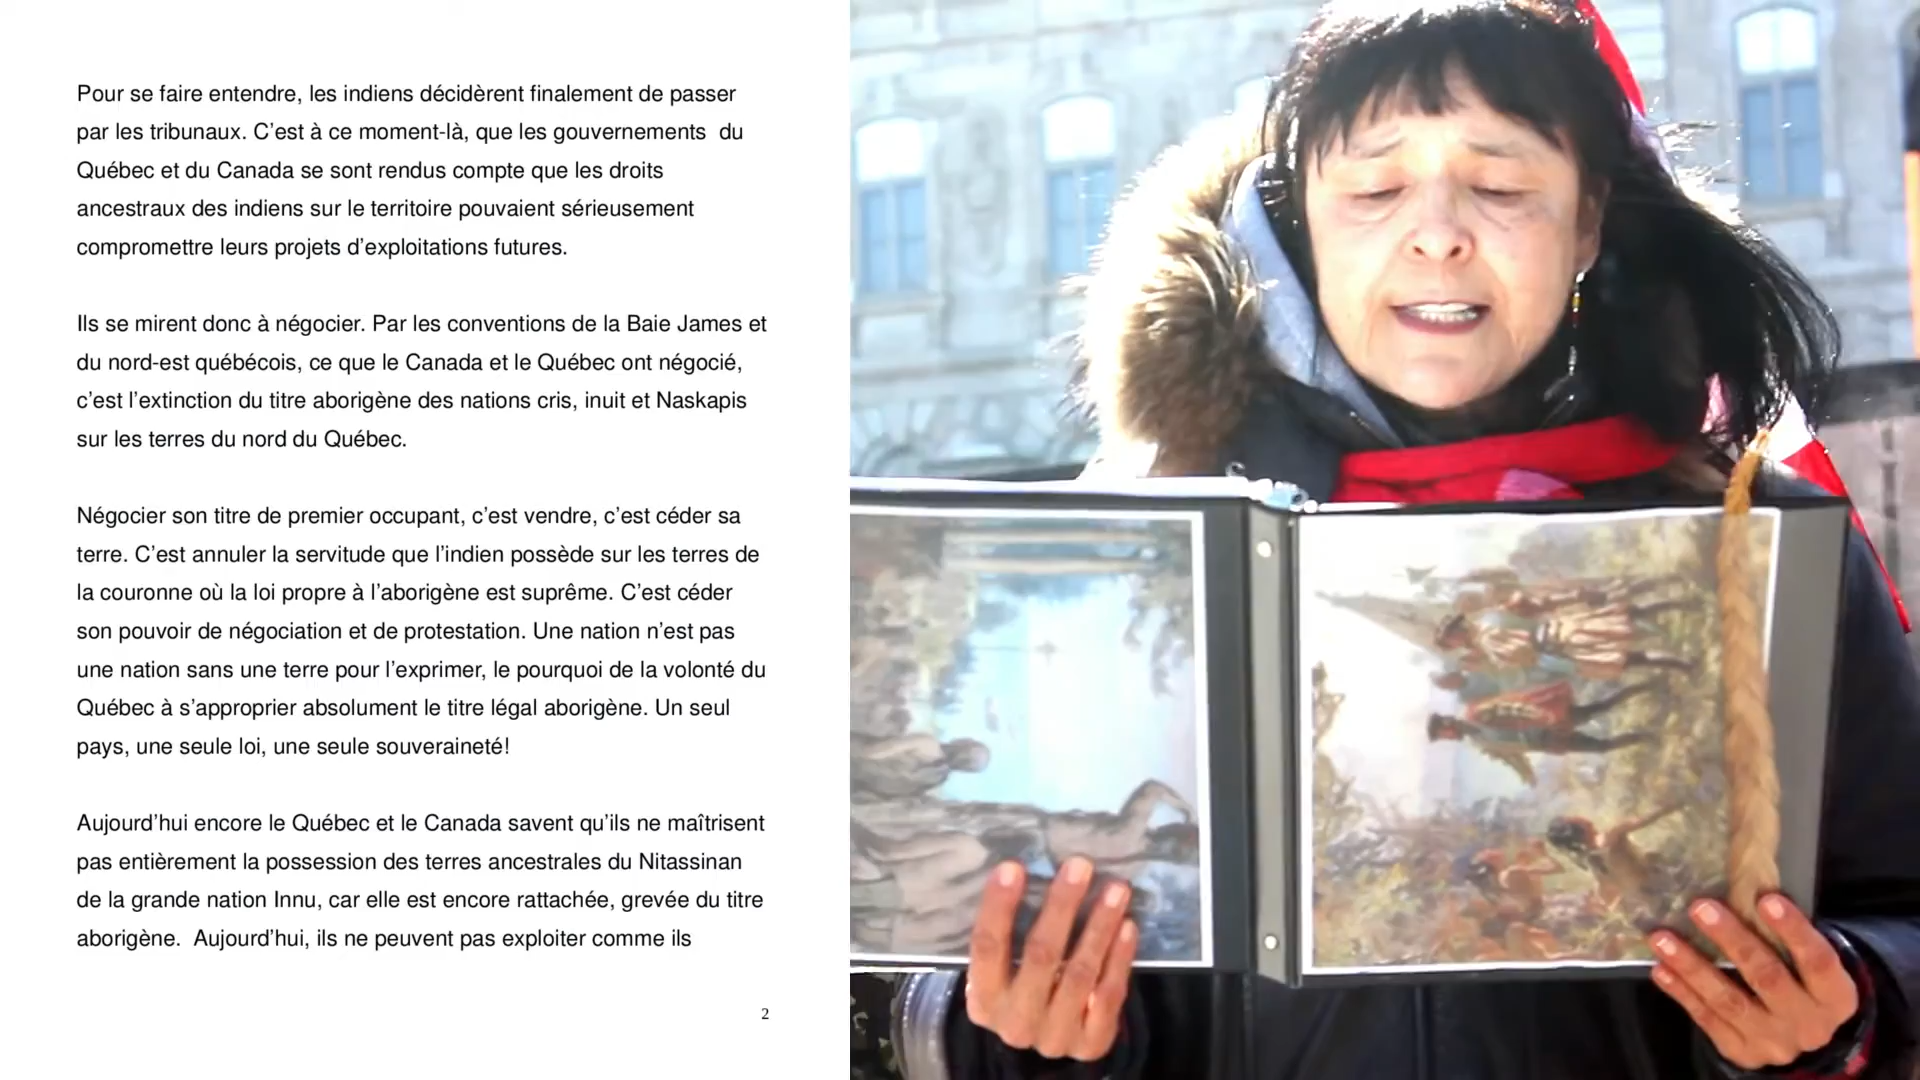 Pour se faire entendre, les indiens décidèrent finalement de passer
par les tribunaux. C’est à ce moment-là, que les gouvernements  du
Québec et du Canada se sont rendus compte que les droits
ancestraux des indiens sur le territoire pouvaient sérieusement
compromettre leurs projets d’exploitations futures.
Ils se mirent donc à négocier. Par les conventions de la Baie James et
du nord-est québécois, ce que le Canada et le Québec ont négocié,
c’est l’extinction du titre aborigène des nations cris, inuit et Naskapis
sur les terres du nord du Québec.
Négocier son titre de premier occupant, c’est vendre, c’est céder sa
terre. C’est annuler la servitude que l’indien possède sur les terres de
la couronne où la loi propre à l’aborigène est suprême. C’est céder
son pouvoir de négociation et de protestation. Une nation n’est pas
une nation sans une terre pour l’exprimer, le pourquoi de la volonté du
Québec à s’approprier absolument le titre légal aborigène. Un seul
pays, une seule loi, une seule souveraineté!
Aujourd’hui encore le Québec et le Canada savent qu’ils ne maîtrisent
pas entièrement la possession des terres ancestrales du Nitassinan
de la grande nation Innu, car elle est encore rattachée, grevée du titre
aborigène.  Aujourd’hui, ils ne peuvent pas exploiter comme ils
2